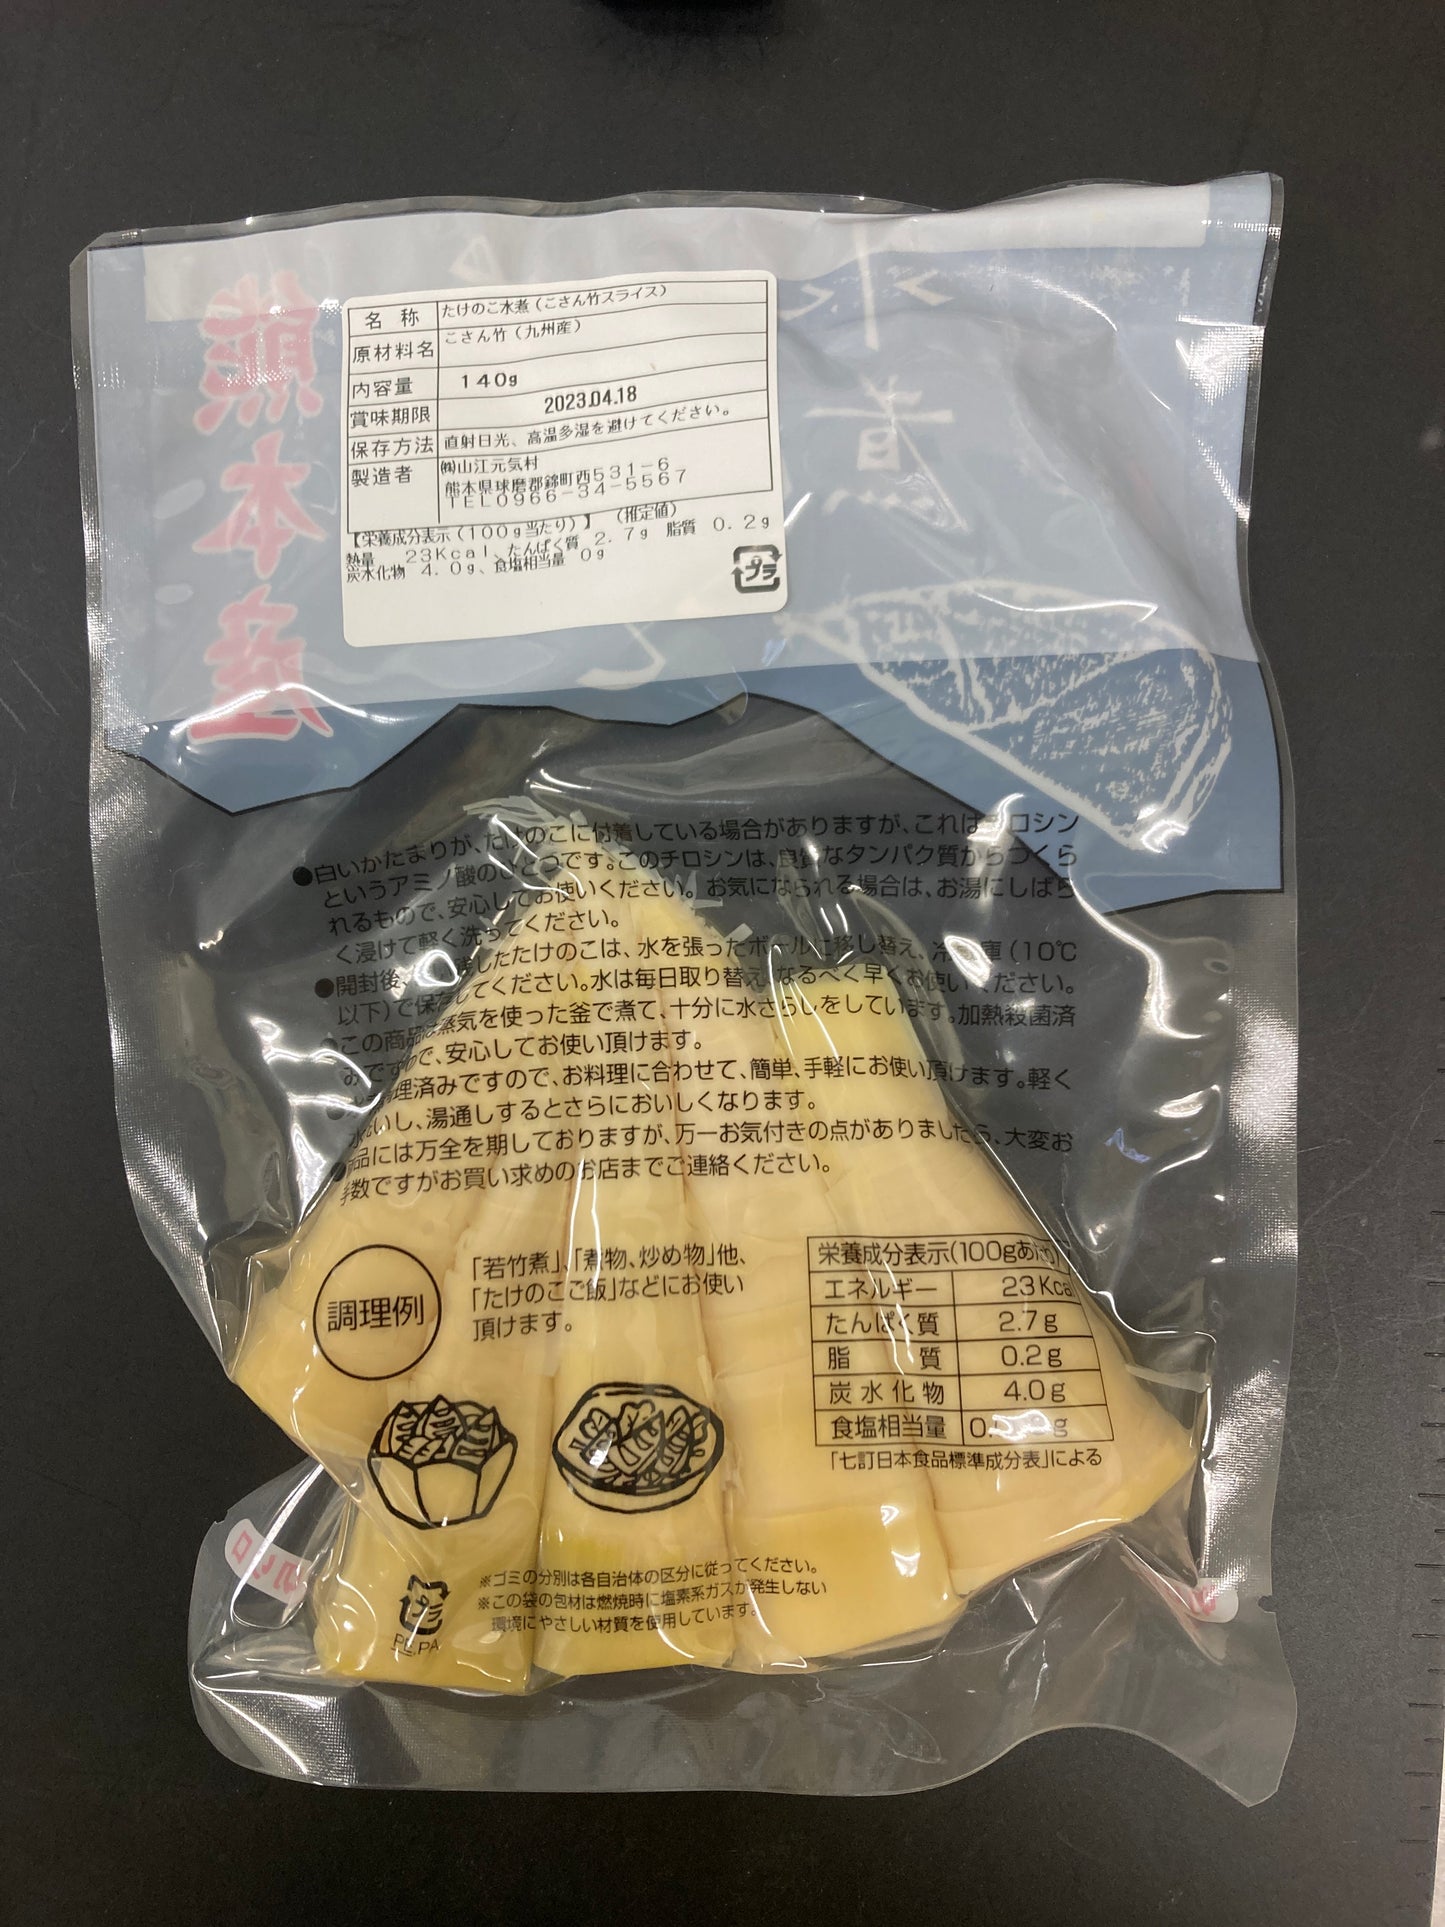 名 称 たけのこ水煮（こさん竹スライス）
原材料名 こさん竹（九州産）
内容量 140g
賞味期限 2023.04.18
保存方法 直射日光、高温多湿を避けてください。
製造者 ㈱山江元気村
熊本県球磨郡錦町西531-6
TEL0966-34-5567
【栄養成分表示（100g当たり）】 （推定値）
熱量 23Kcal、たんぱく質 2.7g 脂質 0.2g
炭水化物 4.0g、食塩相当量 0g
プラ
熊本産
水煮
●白いかたまりが、たけのこに付着している場合がありますが、これはチロシン
というアミノ酸のひとつです。このチロシンは、良質なタンパク質からつくら
れるもので、安心してお使いください。お気になられる場合は、お湯にしばら
く浸けて軽く洗ってください。
●開封後、 したたけのこは、水を張ったボールに移し替え、冷 庫(10℃
以下)で保存してください。水は毎日取り替え、なるべく早くお使いください。
●この商品は蒸気を使った釜で煮て、十分に水さらしをしています。加熱殺菌済
みですので、安心してお使い頂けます。
理済みですので、お料理に合わせて、簡単、手軽にお使い頂けます。軽く
水洗いし、湯通しするとさらにおいしくなります。
●商品には万全を期しておりますが、万一お気付きの点がありましたら、大変お
手数ですがお買い求めのお店までご連絡ください。
調理例
「若竹煮」、「煮物、炒め物」他、
「たけのこご飯」などにお使い
頂けます。
栄養成分表示(100gあたり)
エネルギー 23Kcal
たんぱく質 2.7g
脂 質 0.2g
炭水化物 4.0g
食塩相当量
「七訂日本食品標準成分表」による
プラ
PE,PA
※ゴミの分別は各自治体の区分に従ってください。
※この袋の包材は燃焼時に塩素系ガスが発生しない
環境にやさしい材質を使用しています。
切り口